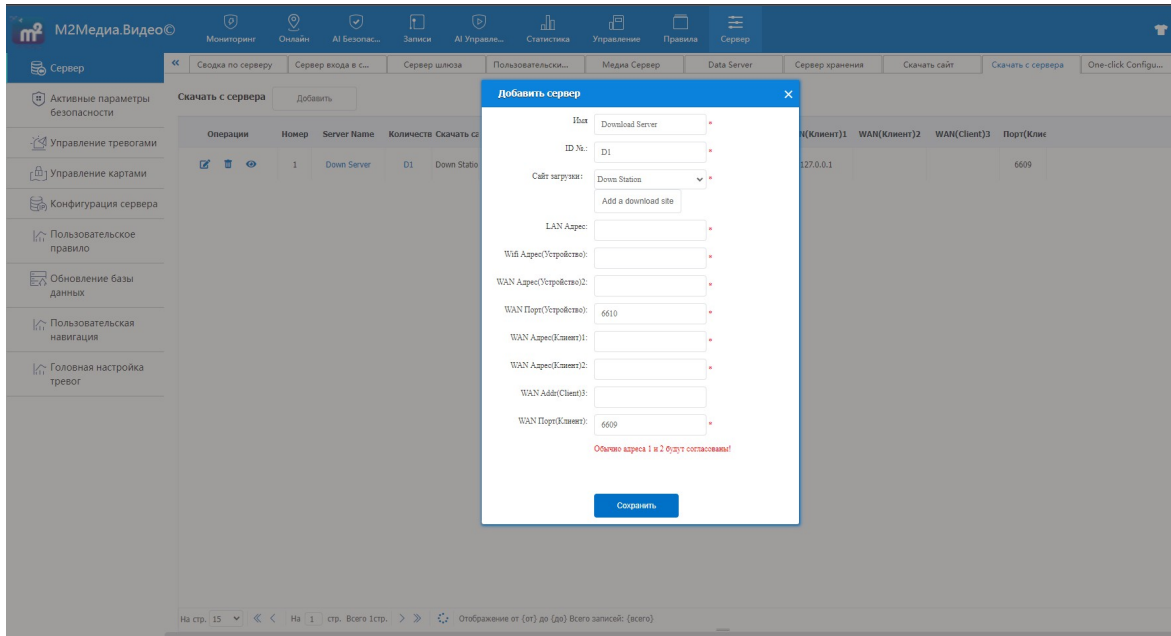 m²
М2Медиа.Видео©
Мониторинг
Онлайн
AI Безопас...
Записи
AI Управле...
Статистика
Управление
Правила
Сервер
Сервер
Сводка по серверу
Сервер входа в с...
Сервер шлюза
Пользовательски...
Медиа Сервер
Data Server
Сервер хранения
Скачать сайт
Скачать с сервера
One-click Configu...
Активные параметры
безопасности
Управление тревогами
Управление картами
Конфигурация сервера
Пользовательское
правило
Обновление базы
данных
Пользовательская
навигация
Головная настройка
тревог
Скачать с сервера
Добавить
Операции Номер Server Name Количеств Скачать са
N(Клиент)1 WAN(Клиент)2 WAN(Client)3 Порт(Клие
1 Down Server D1 Down Statio
127.0.0.1 6609
Добавить сервер
Имя Download Server *
ID №.: D1 *
Сайт загрузки: Down Station *
Add a download site
LAN Адрес: *
Wifi Адрес(Устройство): *
WAN Адрес(Устройство)2: *
WAN Порт(Устройство): 6610 *
WAN Адрес(Клиент)1: *
WAN Адрес(Клиент)2: *
WAN Addr(Client)3:
WAN Порт(Клиент): 6609 *
Обычно адреса 1 и 2 будут согласованы!
Сохранить
На стр. 15 На 1 стр. Всего 1стр. Отображение от {от} до {до} Всего записей: {всего}